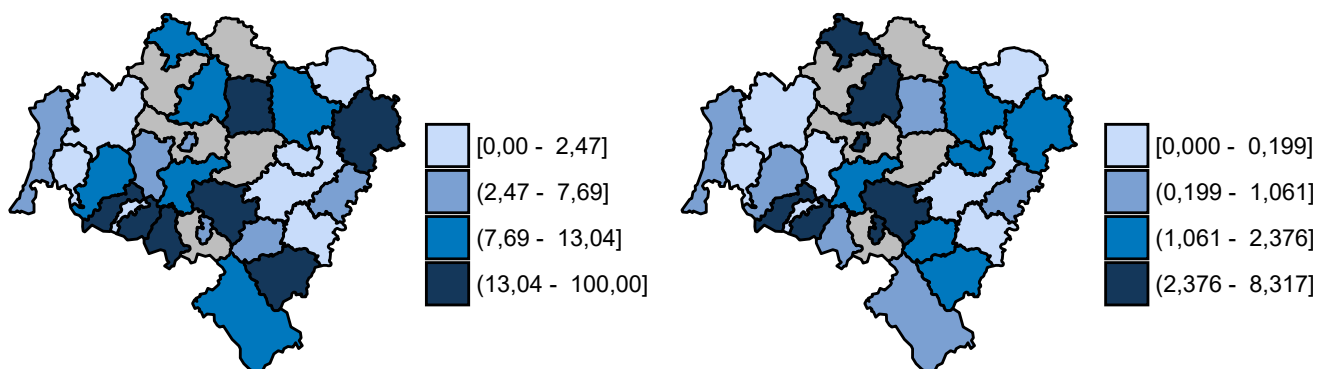 [0,00 - 2,47]
(2,47 - 7,69]
(7,69 - 13,04]
(13,04 - 100,00]
[0,000 - 0,199]
(0,199 - 1,061]
(1,061 - 2,376]
(2,376 - 8,317]